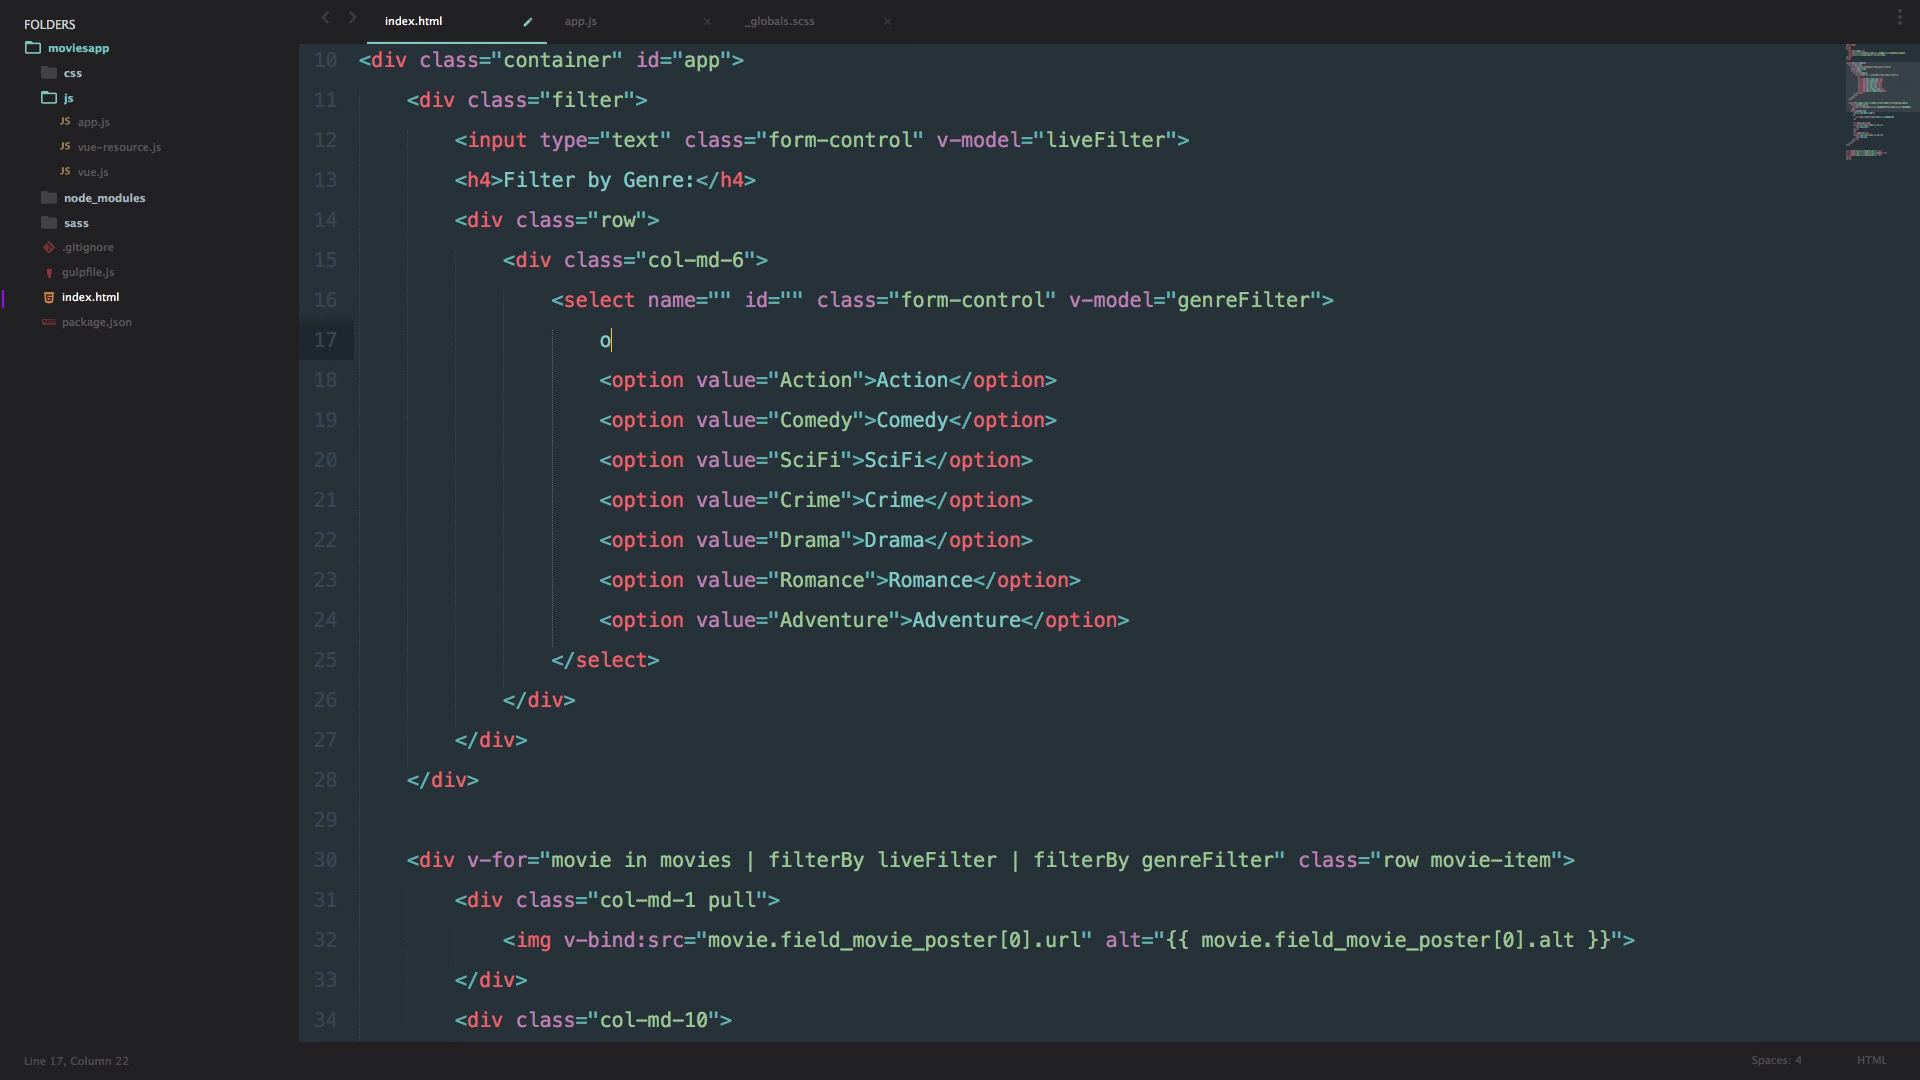 FOLDERS
moviesapp
css
js
JS app.js
JS vue-resource.js
JS vue.js
node_modules
sass
.gitignore
gulpfile.js
index.html
package.json
index.html
app.js
_globals.scss
10 <div class="container" id="app">
11 <div class="filter">
12 <input type="text" class="form-control" v-model="liveFilter">
13 <h4>Filter by Genre:</h4>
14 <div class="row">
15 <div class="col-md-6">
16 <select name="" id="" class="form-control" v-model="genreFilter">
17 o
18 <option value="Action">Action</option>
19 <option value="Comedy">Comedy</option>
20 <option value="SciFi">SciFi</option>
21 <option value="Crime">Crime</option>
22 <option value="Drama">Drama</option>
23 <option value="Romance">Romance</option>
24 <option value="Adventure">Adventure</option>
25 </select>
26 </div>
27 </div>
28 </div>
29
30 <div v-for="movie in movies | filterBy liveFilter | filterBy genreFilter" class="row movie-item">
31 <div class="col-md-1 pull">
32 <img v-bind:src="movie.field_movie_poster[0].url" alt="{{ movie.field_movie_poster[0].alt }}">
33 </div>
34 <div class="col-md-10">
Line 17, Column 22
Spaces: 4
HTML